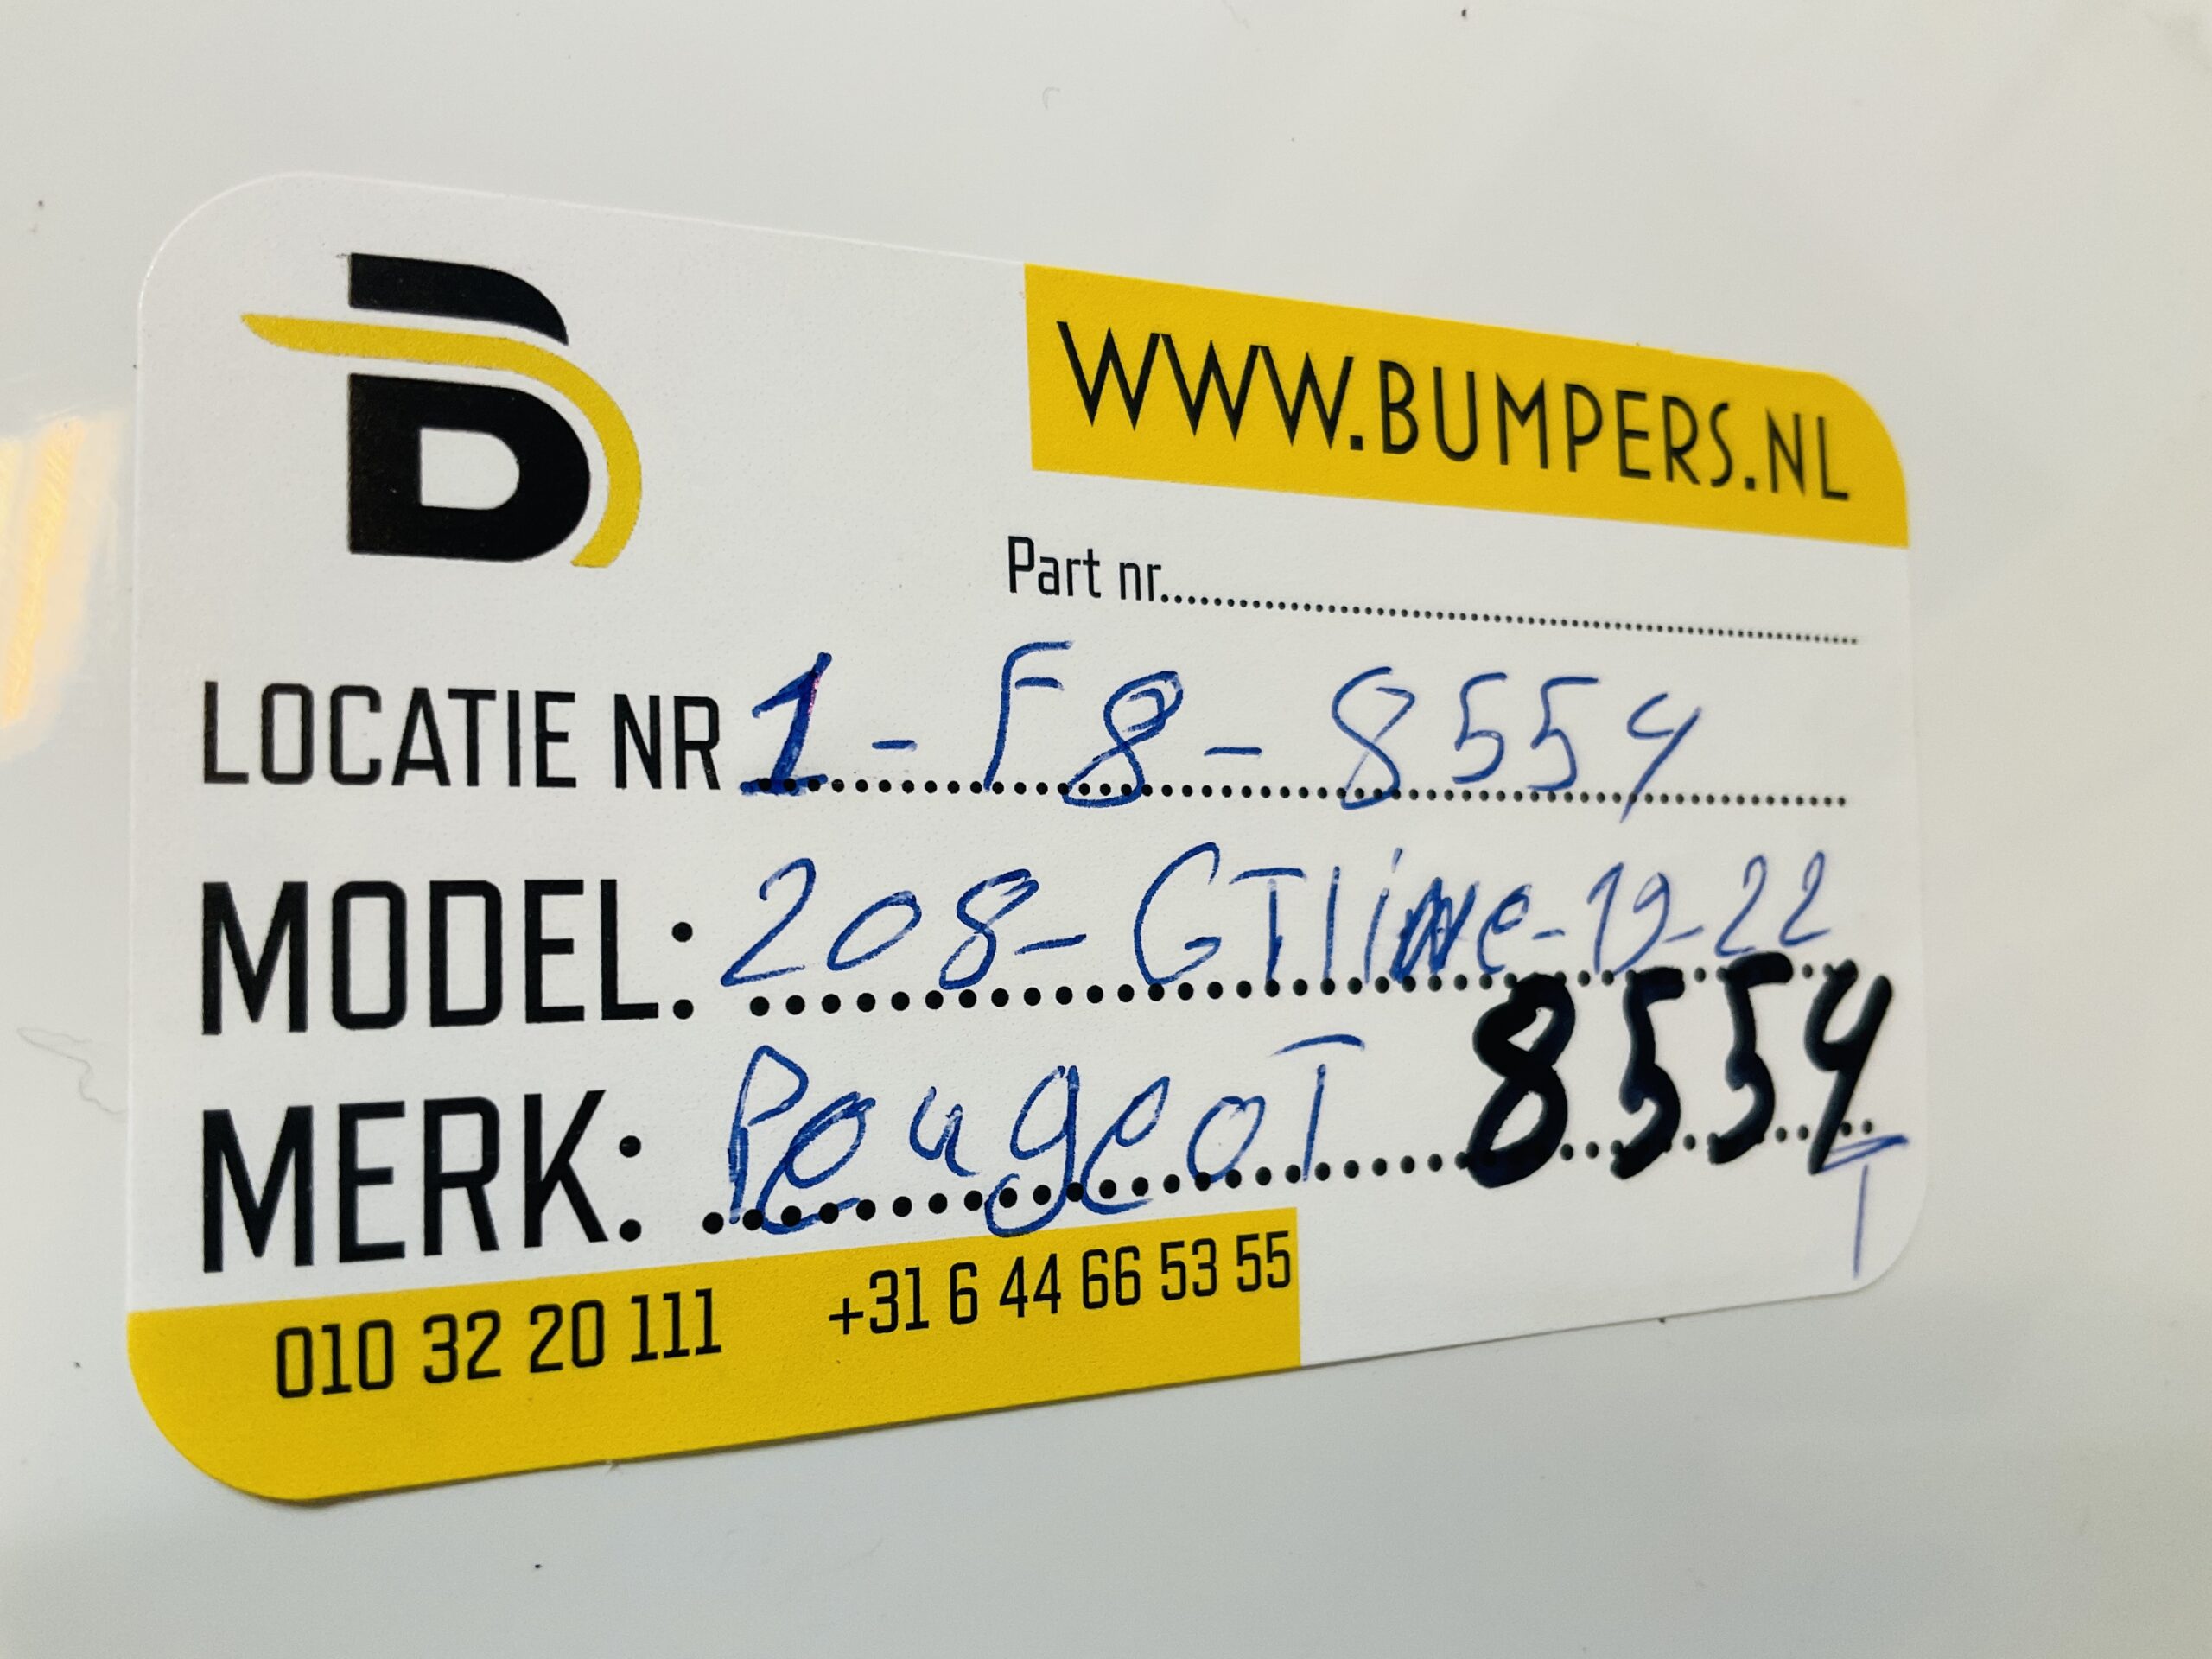 B
WWW.BUMPERS.NL
Part nr....................
LOCATIE NR 1-F8-8554
MODEL: 208-GTline-19-22
MERK: PeugeoT 8554
T
010 32 20 111 +31 6 44 66 53 55